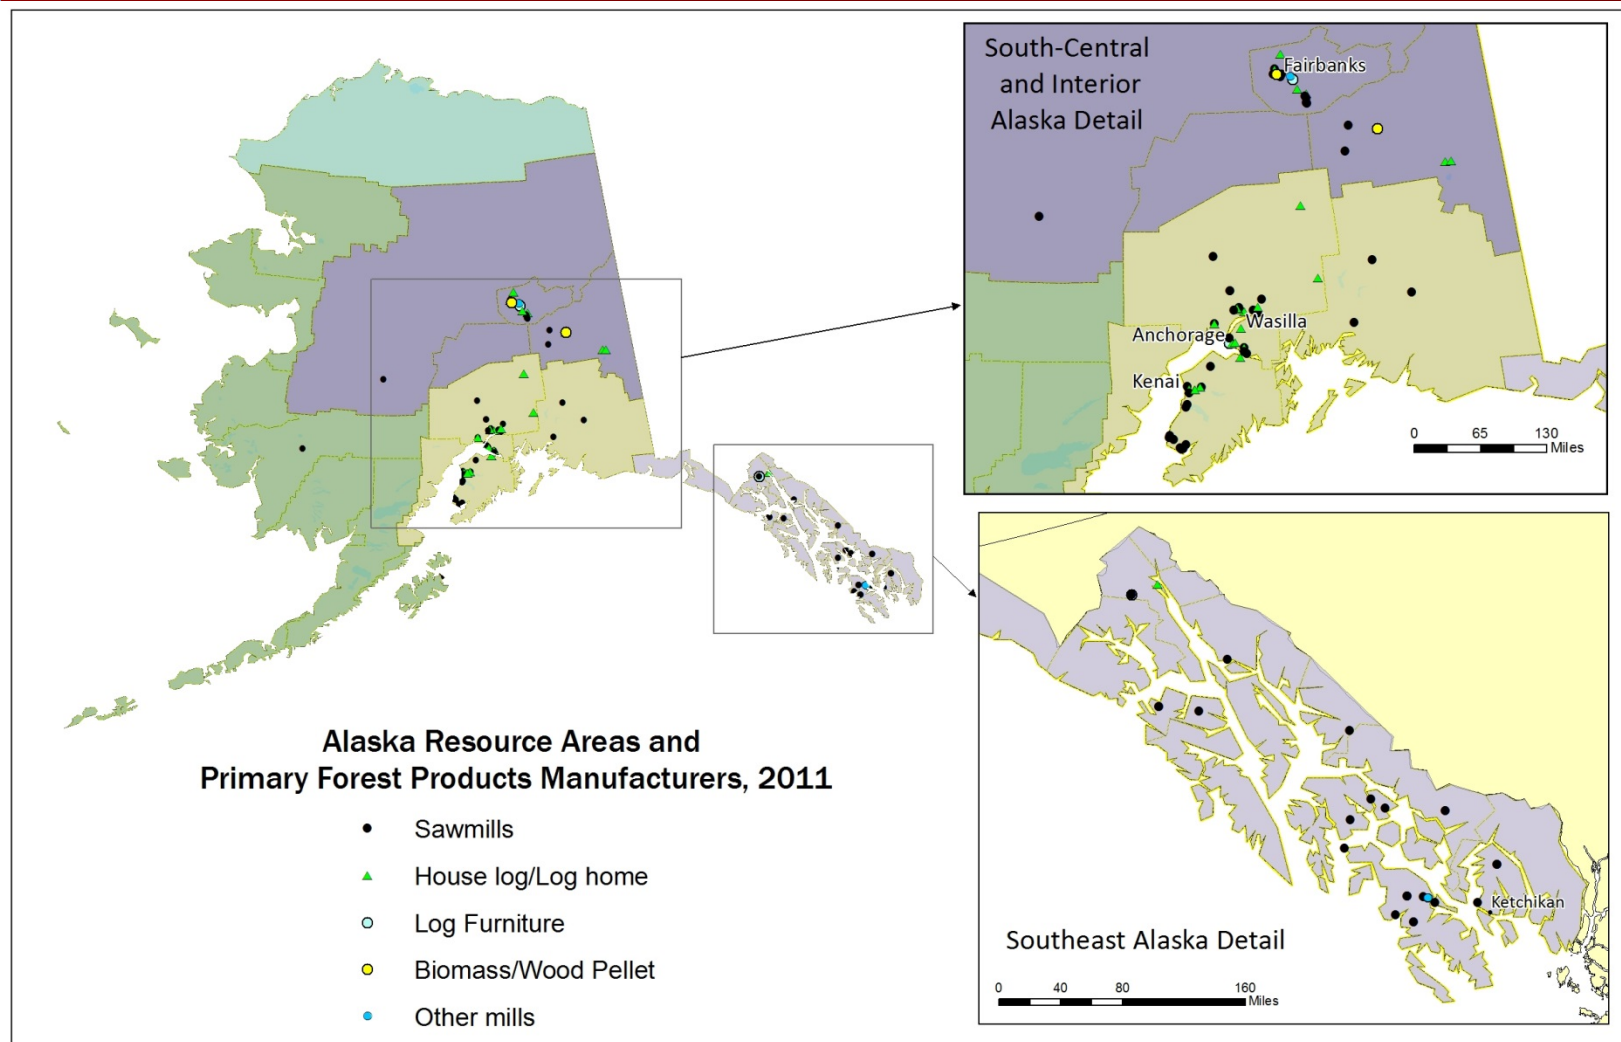 South-Central
and Interior
Alaska Detail
Fairbanks
Wasilla
Anchorage
Kenai
0 65 130
Miles
Alaska Resource Areas and
Primary Forest Products Manufacturers, 2011
Sawmills
House log/Log home
Log Furniture
Biomass/Wood Pellet
Other mills
Ketchikan
Southeast Alaska Detail
0 40 80 160
Miles